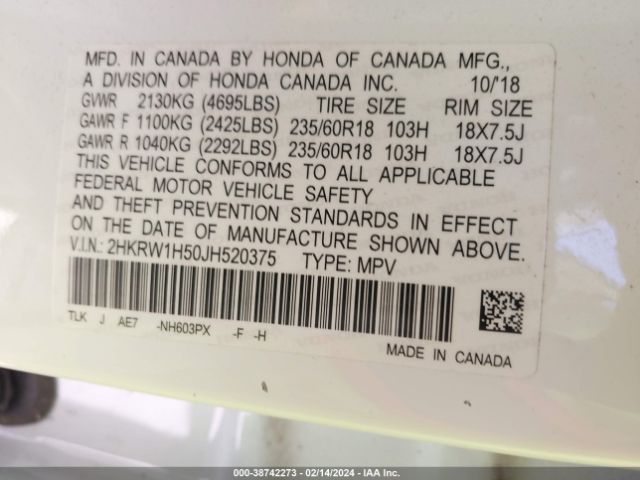 MFD. IN CANADA BY HONDA OF CANADA MFG.,
A DIVISION OF HONDA CANADA INC. 10/'18
GVWR 2130KG (4695LBS) TIRE SIZE RIM SIZE
GAWR F 1100KG (2425LBS) 235/60R18 103H 18X7.5J
GAWR R 1040KG (2292LBS) 235/60R18 103H 18X7.5J
THIS VEHICLE CONFORMS TO ALL APPLICABLE
FEDERAL MOTOR VEHICLE SAFETY
AND THEFT PREVENTION STANDARDS IN EFFECT
ON THE DATE OF MANUFACTURE SHOWN ABOVE.
V.I.N.: 2HKRW1H50JH520375 TYPE: MPV
TLK J AE7 -NH603PX -F -H
MADE IN CANADA
000-38742273 - 02/14/2024 - IAA Inc.